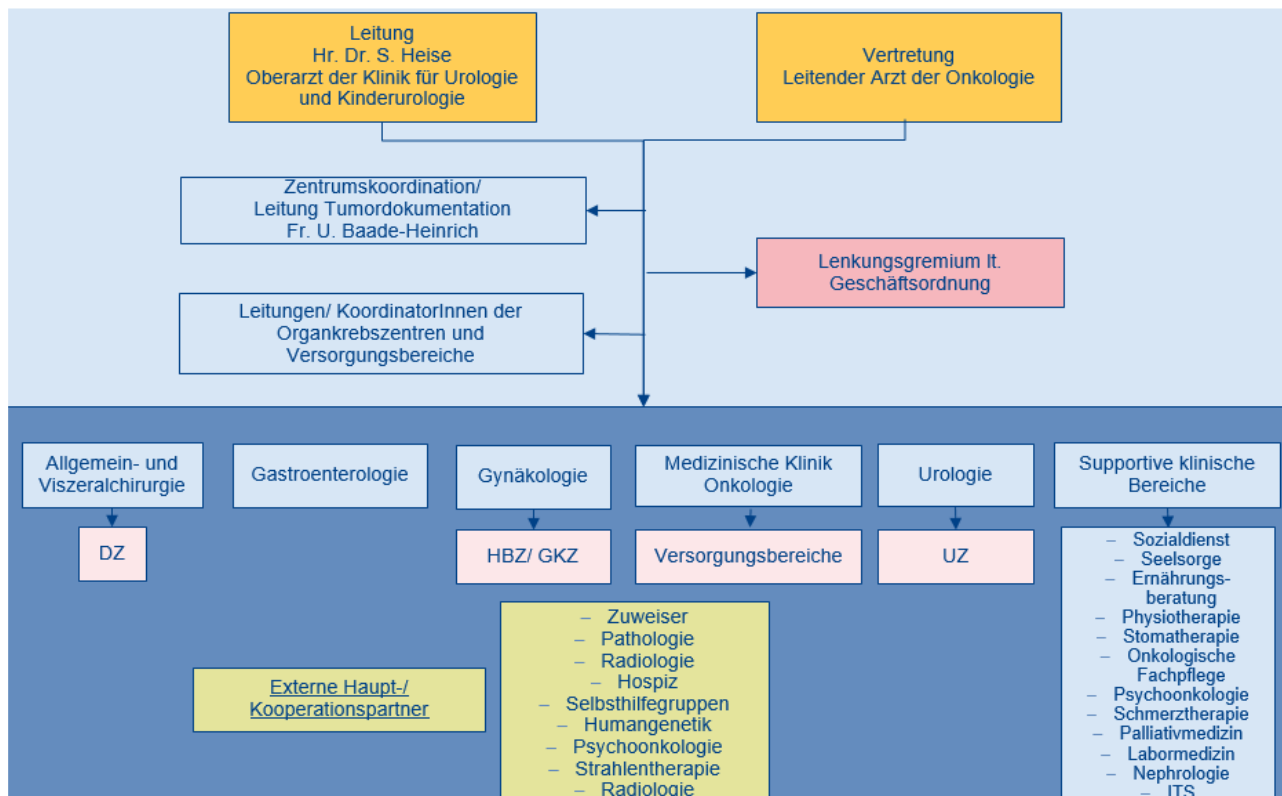 Leitung
Hr. Dr. S. Heise
Oberarzt der Klinik für Urologie
und Kinderurologie
Vertretung
Leitender Arzt der Onkologie
Zentrumskoordination/
Leitung Tumordokumentation
Fr. U. Baade-Heinrich
Lenkungsgremium lt.
Geschäftsordnung
Leitungen/ KoordinatorInnen der
Organkrebszentren und
Versorgungsbereiche
Allgemein- und
Viszeralchirurgie
Gastroenterologie
Gynäkologie
Medizinische Klinik
Onkologie
Urologie
Supportive klinische
Bereiche
DZ
HBZ/ GKZ
Versorgungsbereiche
UZ
– Sozialdienst
– Seelsorge
– Ernährungs-
beratung
– Physiotherapie
– Stomatherapie
– Onkologische
Fachpflege
– Psychoonkologie
– Schmerztherapie
– Palliativmedizin
– Labormedizin
– Nephrologie
– ITS
Externe Haupt-/
Kooperationspartner
– Zuweiser
– Pathologie
– Radiologie
– Hospiz
– Selbsthilfegruppen
– Humangenetik
– Psychoonkologie
– Strahlentherapie
– Radiologie